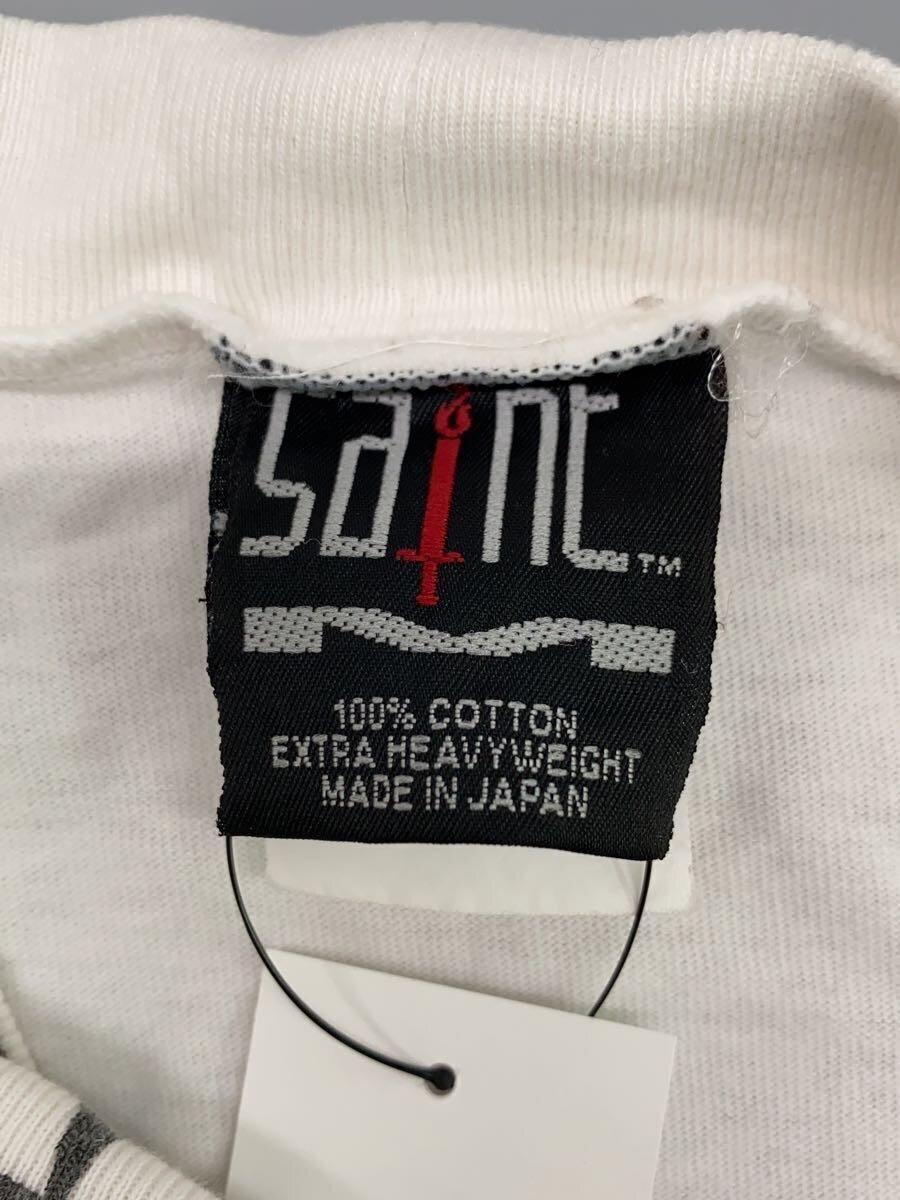 saint™
100% COTTON
EXTRA HEAVYWEIGHT
MADE IN JAPAN